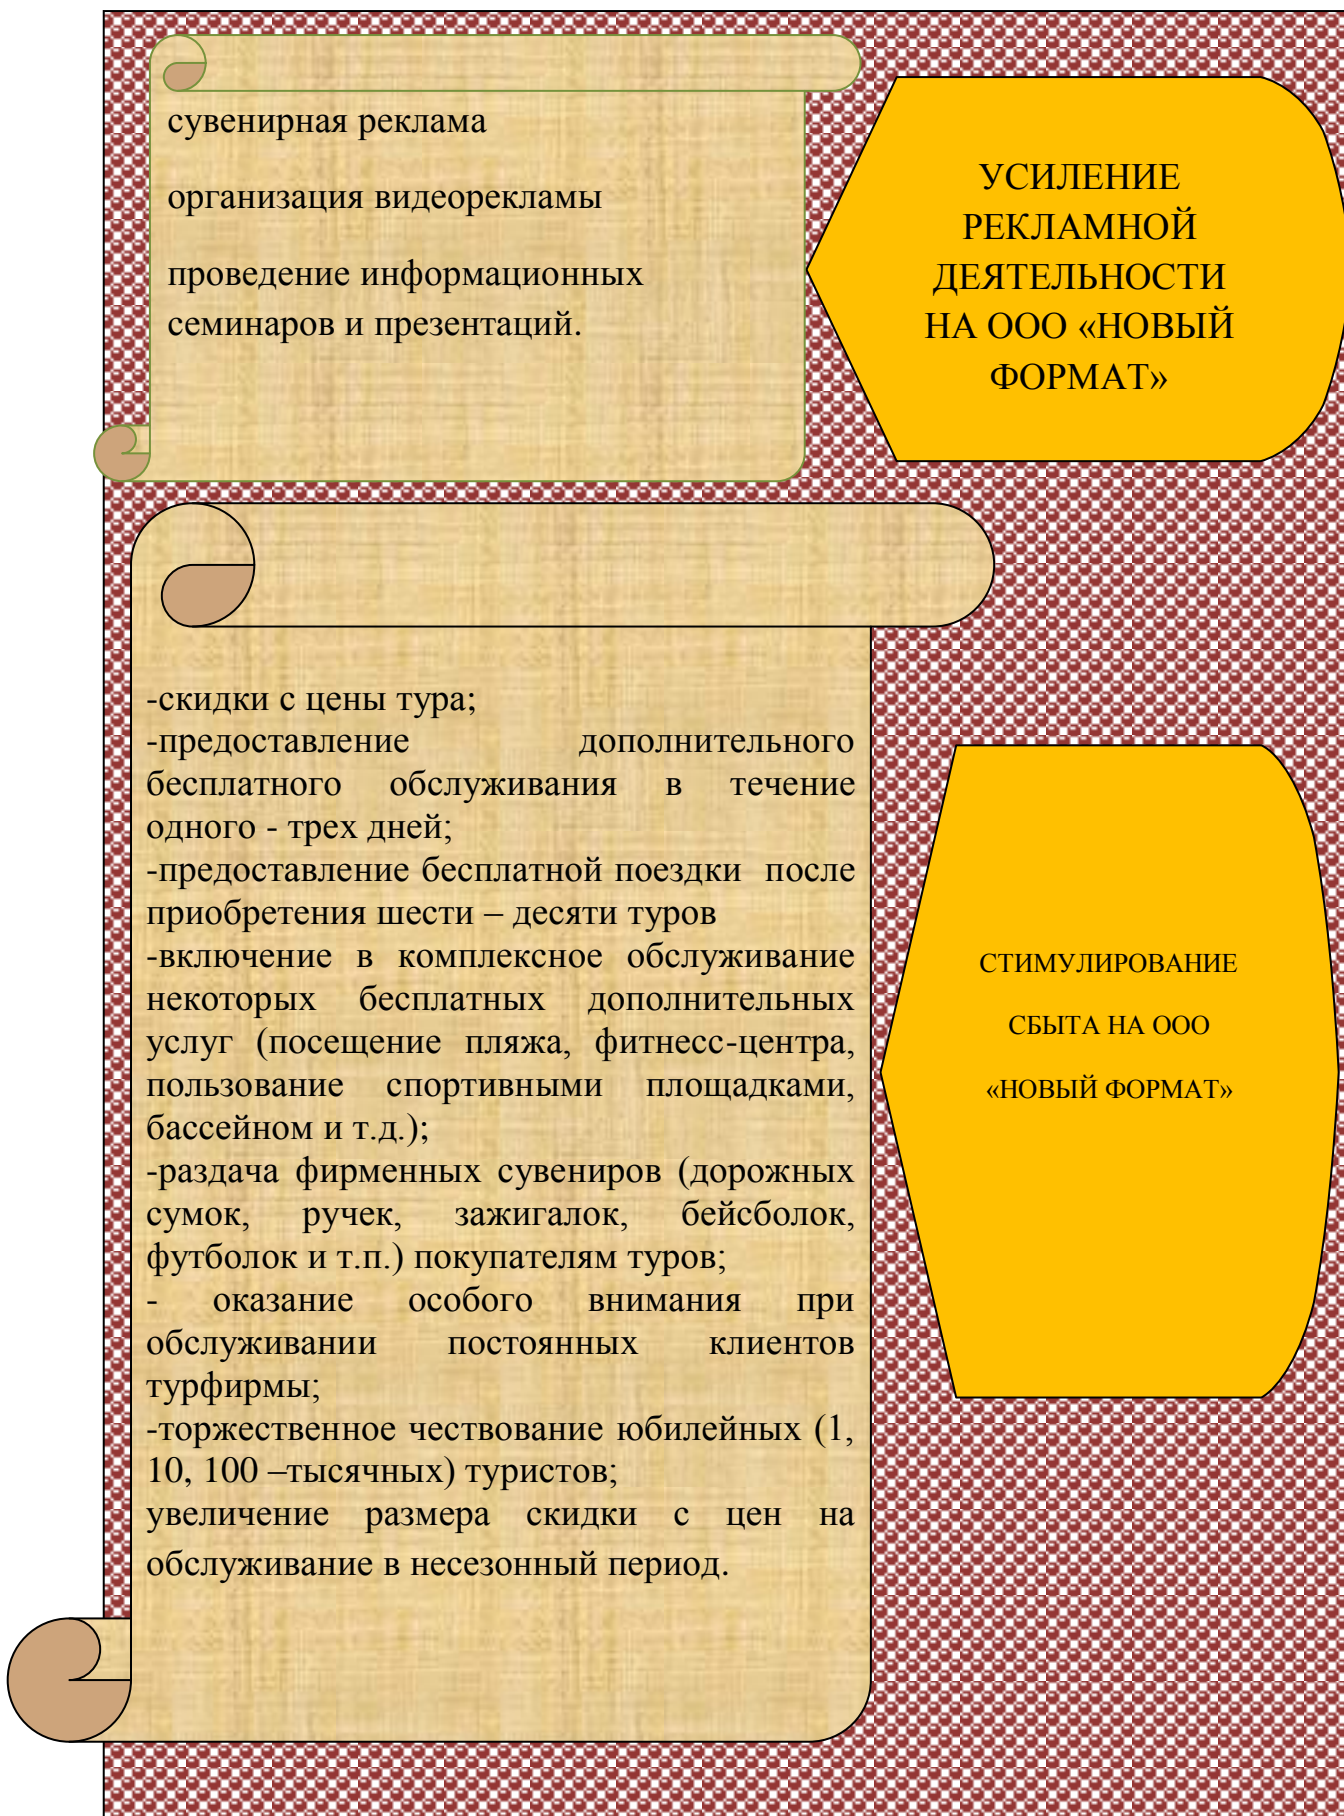 сувенирная реклама
организация видеорекламы
проведение информационных
семинаров и презентаций.
УСИЛЕНИЕ
РЕКЛАМНОЙ
ДЕЯТЕЛЬНОСТИ
НА ООО «НОВЫЙ
ФОРМАТ»
-скидки с цены тура;
-предоставление дополнительного
бесплатного обслуживания в течение
одного - трех дней;
-предоставление бесплатной поездки после
приобретения шести – десяти туров
-включение в комплексное обслуживание
некоторых бесплатных дополнительных
услуг (посещение пляжа, фитнесс-центра,
пользование спортивными площадками,
бассейном и т.д.);
-раздача фирменных сувениров (дорожных
сумок, ручек, зажигалок, бейсболок,
футболок и т.п.) покупателям туров;
- оказание особого внимания при
обслуживании постоянных клиентов
турфирмы;
-торжественное чествование юбилейных (1,
10, 100 –тысячных) туристов;
увеличение размера скидки с цен на
обслуживание в несезонный период.
СТИМУЛИРОВАНИЕ
СБЫТА НА ООО
«НОВЫЙ ФОРМАТ»